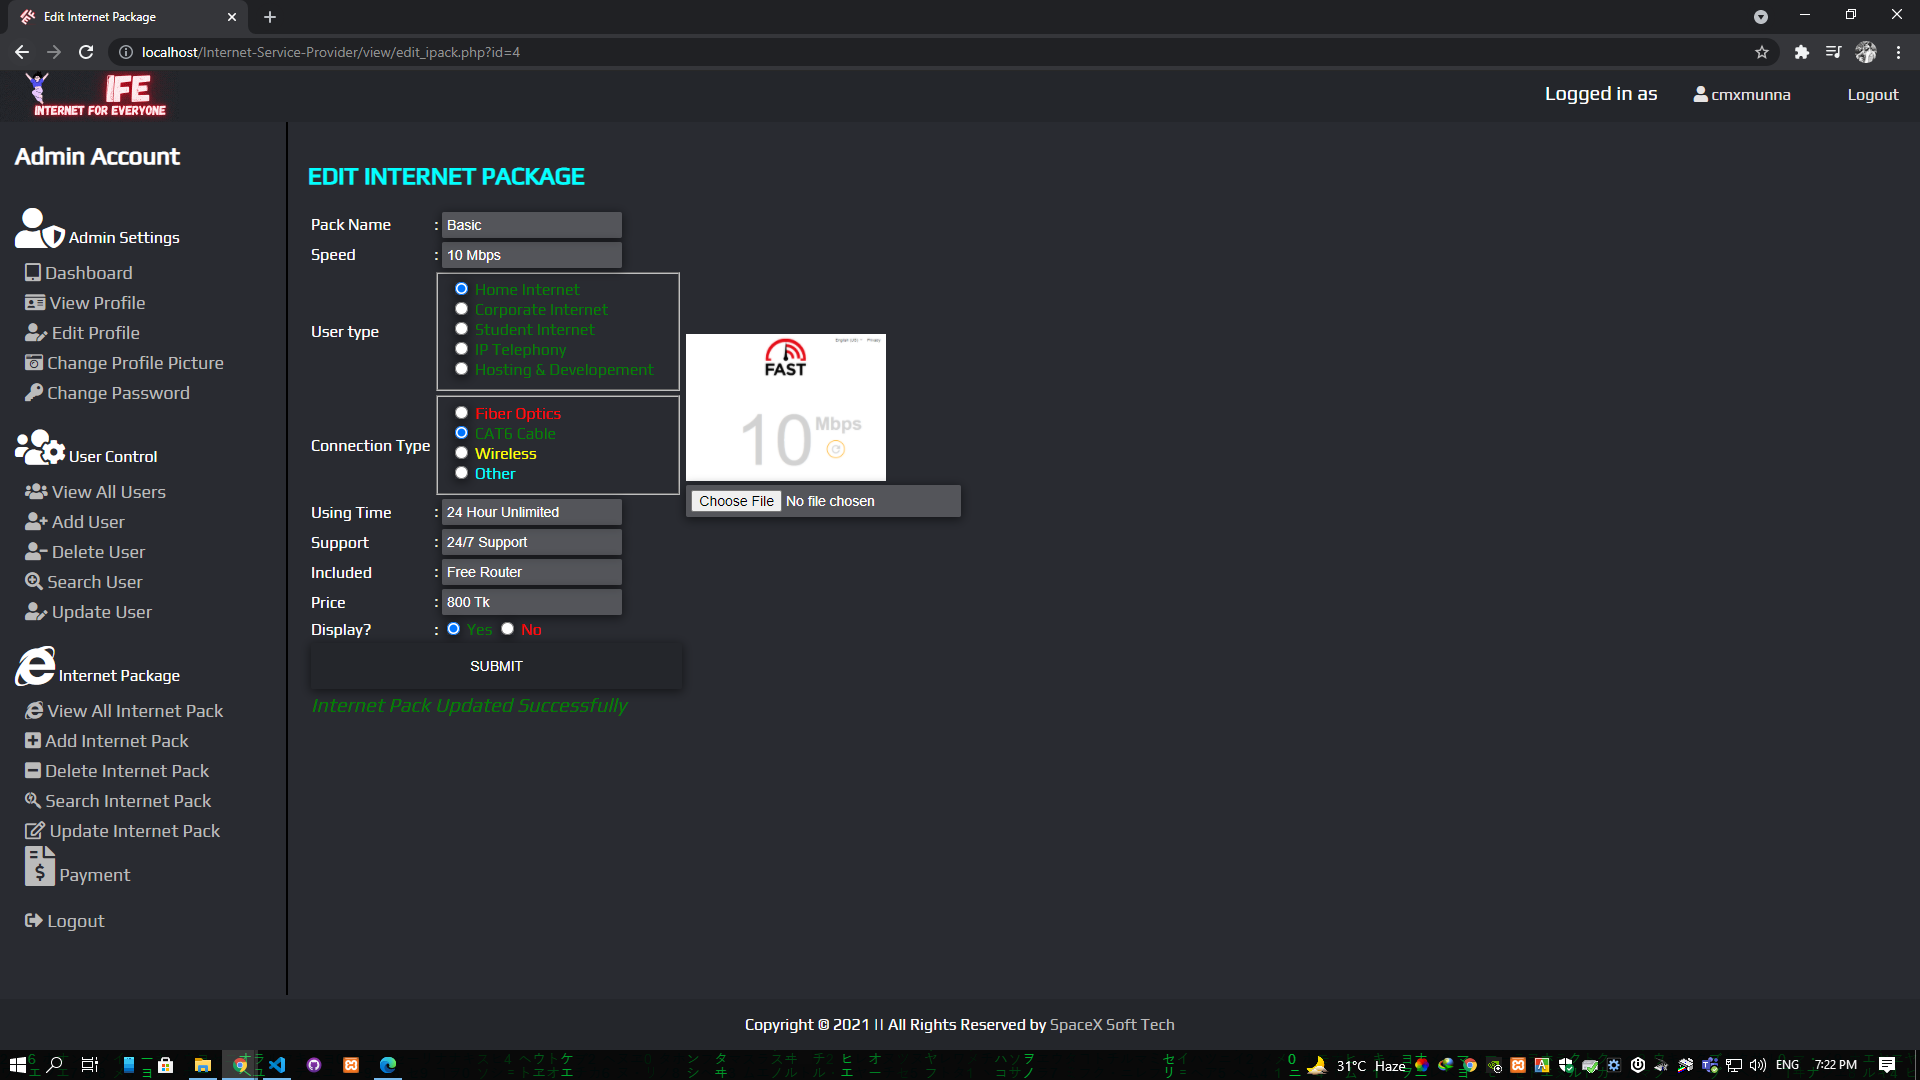 Edit Internet Package
localhost/Internet-Service-Provider/view/edit_ipack.php?id=4
IFE
INTERNET FOR EVERYONE
Logged in as
cmxmunna
Logout
Admin Account
Admin Settings
Dashboard
View Profile
Edit Profile
Change Profile Picture
Change Password
User Control
View All Users
Add User
Delete User
Search User
Update User
Internet Package
View All Internet Pack
Add Internet Pack
Delete Internet Pack
Search Internet Pack
Update Internet Pack
Payment
Logout
EDIT INTERNET PACKAGE
Pack Name : Basic
Speed : 10 Mbps
User type
Home Internet
Corporate Internet
Student Internet
IP Telephony
Hosting & Developement
Connection Type
Fiber Optics
CAT6 Cable
Wireless
Other
Using Time : 24 Hour Unlimited
Support : 24/7 Support
Included : Free Router
Price : 800 Tk
Display? : Yes No
SUBMIT
Internet Pack Updated Successfully
FAST
10 Mbps
Choose File No file chosen
Copyright © 2021 || All Rights Reserved by SpaceX Soft Tech
31°C Haze
ENG
7:22 PM